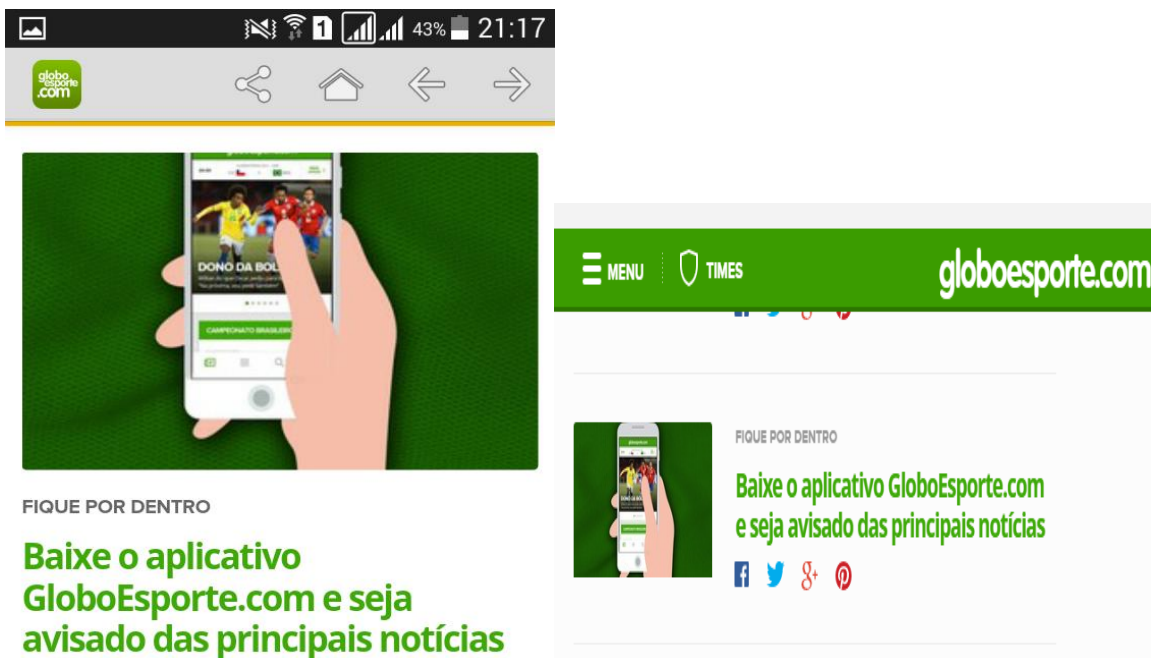 1 43% 21:17
globo
esporte
.com
DONO DA BOL
CAMPEONATO BRASILEIRO
FIQUE POR DENTRO
Baixe o aplicativo
GloboEsporte.com e seja
avisado das principais notícias
MENU TIMES globoesporte.com
FIQUE POR DENTRO
Baixe o aplicativo GloboEsporte.com
e seja avisado das principais notícias